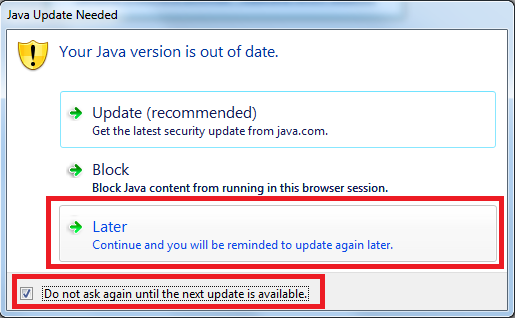 Java Update Needed
Your Java version is out of date.
Update (recommended)
Get the latest security update from java.com.
Block
Block Java content from running in this browser session.
Later
Continue and you will be reminded to update again later.
Do not ask again until the next update is available.